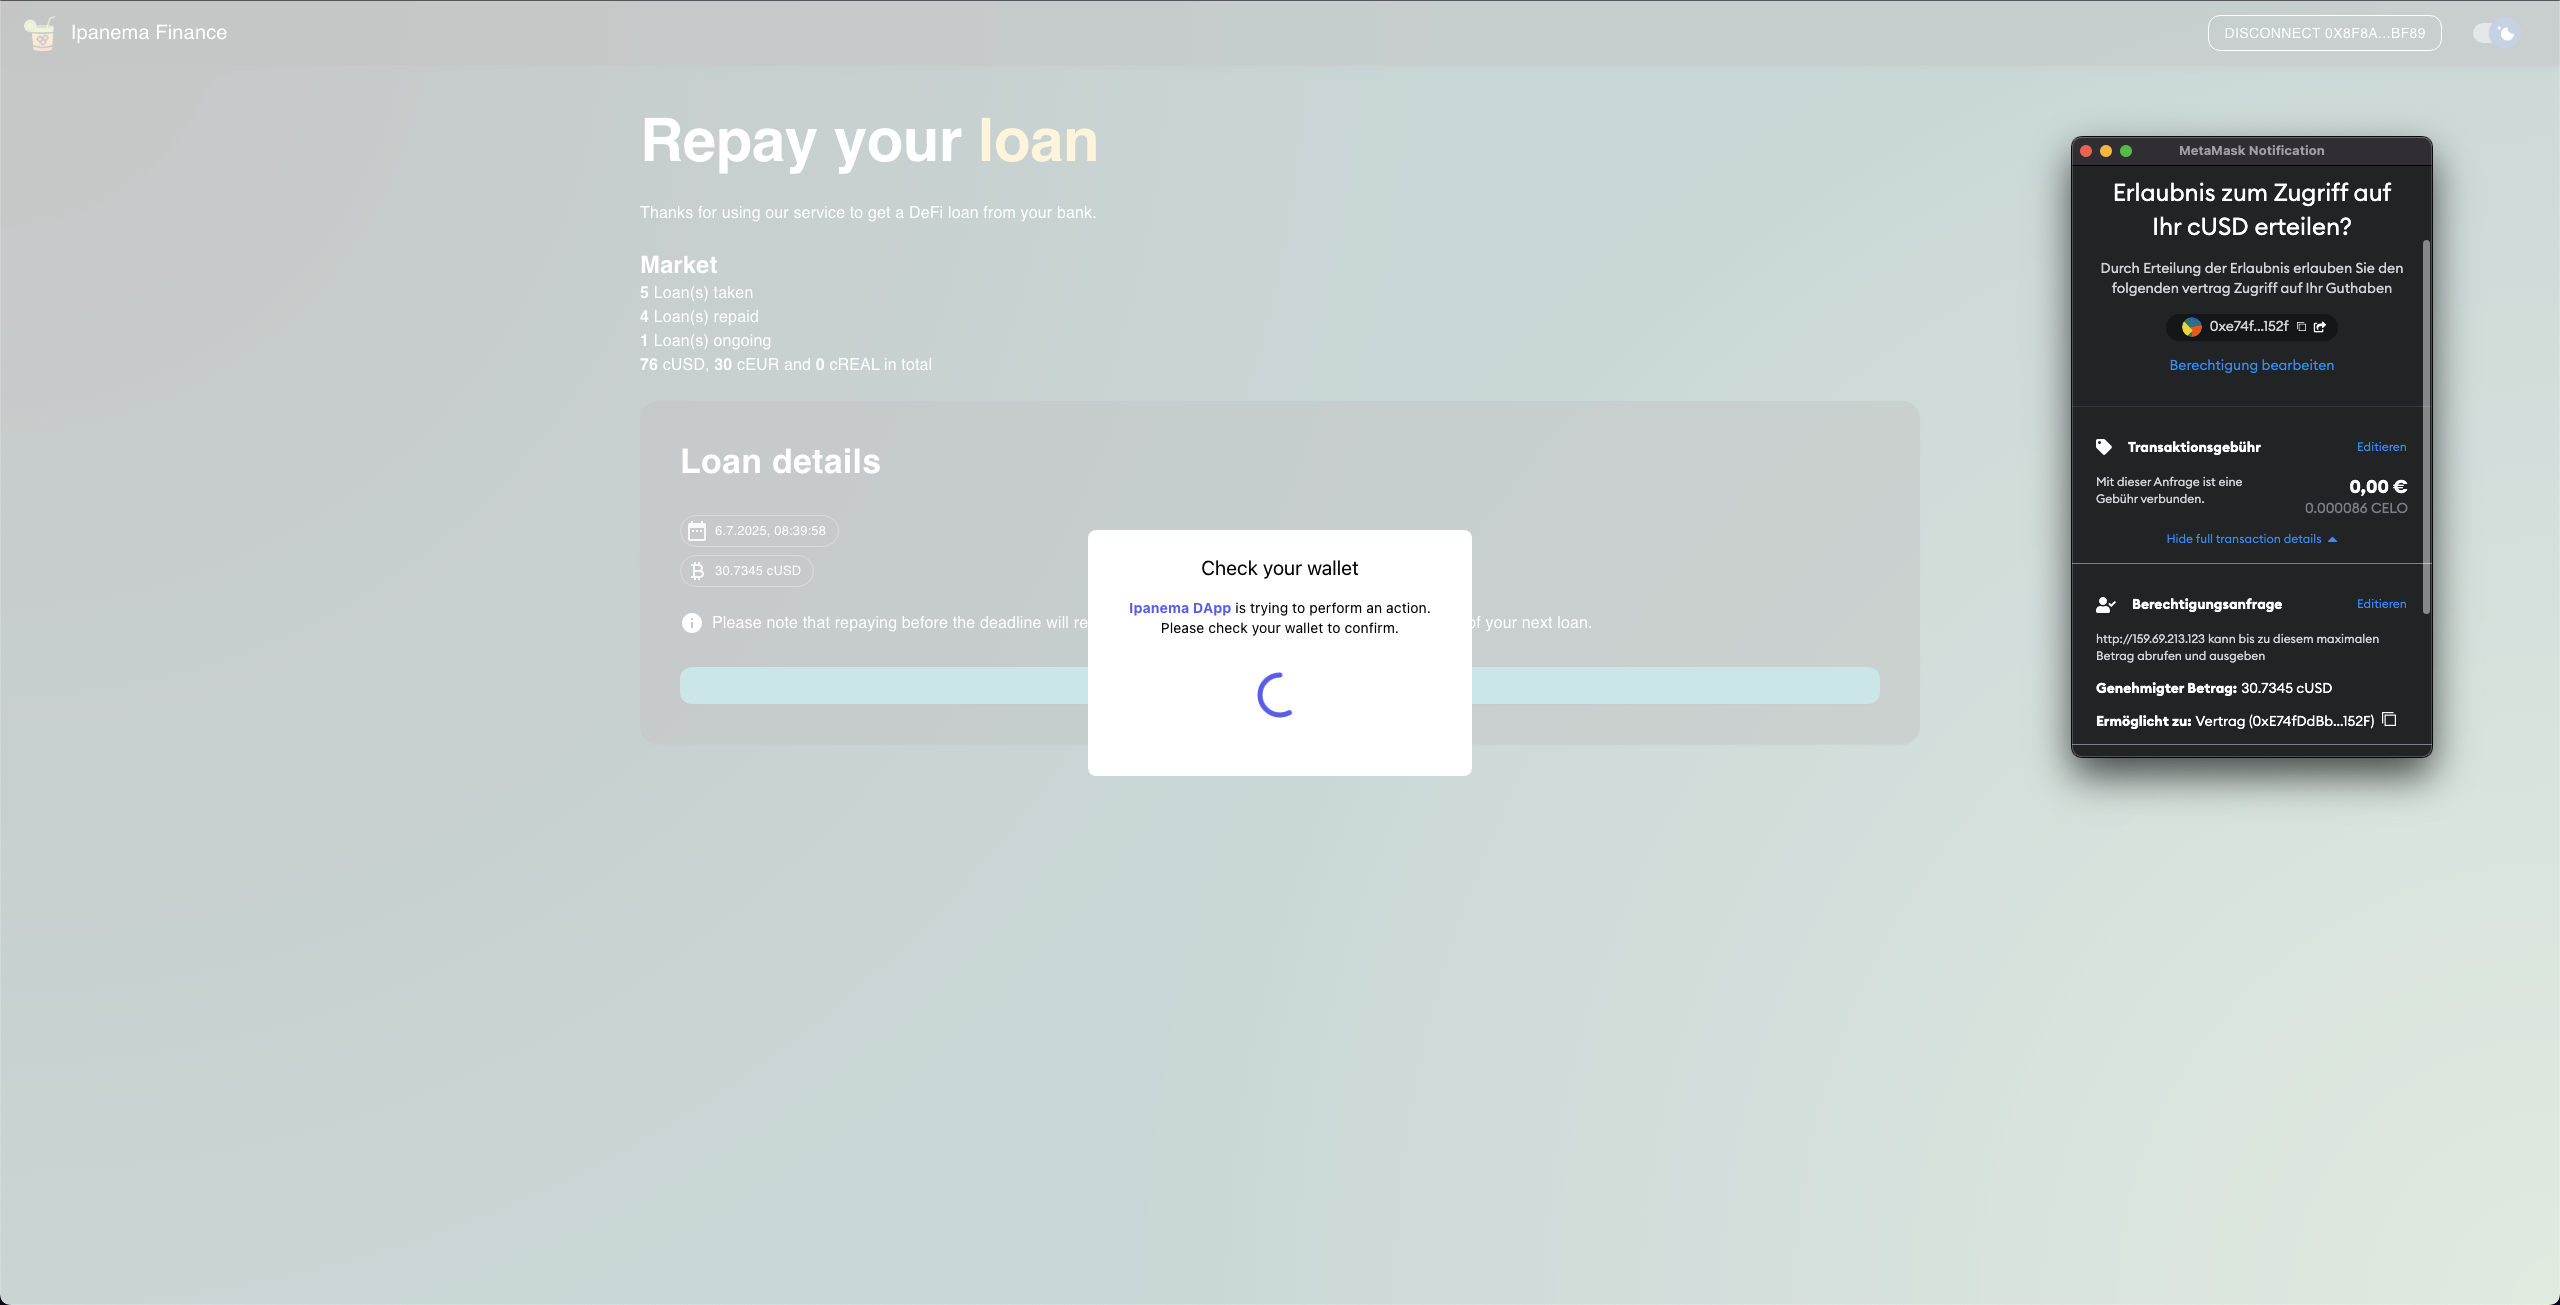 Ipanema Finance
DISCONNECT 0X8F8A...BF89
Repay your loan
Thanks for using our service to get a DeFi loan from your bank.
Market
5 Loan(s) taken
4 Loan(s) repaid
1 Loan(s) ongoing
76 cUSD, 30 cEUR and 0 cREAL in total
Loan details
6.7.2025, 08:39:58
30.7345 cUSD
Please note that repaying before the deadline will re
of your next loan.
Check your wallet
Ipanema DApp is trying to perform an action.
Please check your wallet to confirm.
MetaMask Notification
Erlaubnis zum Zugriff auf
Ihr cUSD erteilen?
Durch Erteilung der Erlaubnis erlauben Sie den
folgenden vertrag Zugriff auf Ihr Guthaben
0xe74f...152f
Berechtigung bearbeiten
Transaktionsgebühr
Editieren
Mit dieser Anfrage ist eine
Gebühr verbunden.
0,00 €
0.000086 CELO
Hide full transaction details
Berechtigungsanfrage
Editieren
http://159.69.213.123 kann bis zu diesem maximalen
Betrag abrufen und ausgeben
Genehmigter Betrag: 30.7345 cUSD
Ermöglicht zu: Vertrag (0xE74fDdBb...152F)